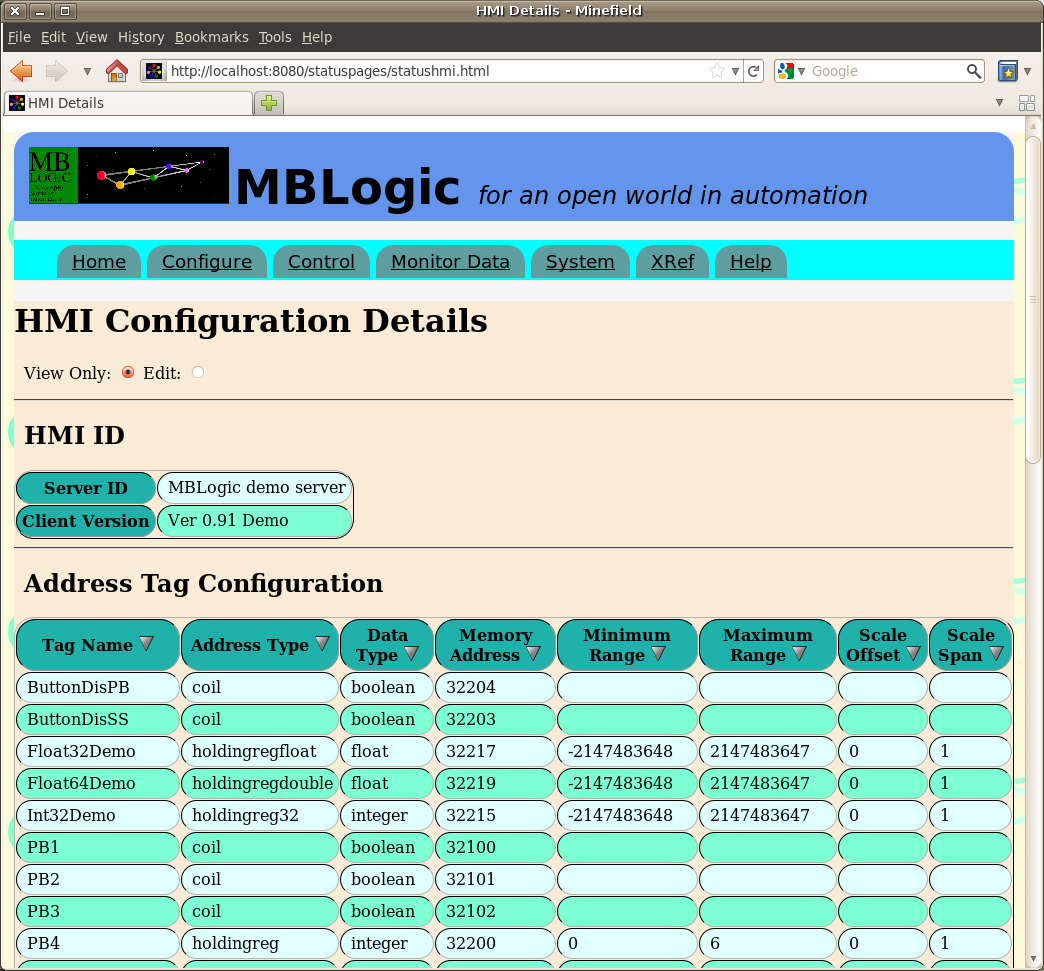 HMI Details - Minefield
File Edit View History Bookmarks Tools Help
http://localhost:8080/statuspages/statushmi.html Google
HMI Details
MB
LOGIC
MBLogic for an open world in automation
Home Configure Control Monitor Data System XRef Help
HMI Configuration Details
View Only: Edit:
HMI ID
Server ID MBLogic demo server
Client Version Ver 0.91 Demo
Address Tag Configuration
Tag Name Address Type Data Type Memory Address Minimum Range Maximum Range Scale Offset Scale Span
ButtonDisPB coil boolean 32204
ButtonDisSS coil boolean 32203
Float32Demo holdingregfloat float 32217 -2147483648 2147483647 0 1
Float64Demo holdingregdouble float 32219 -2147483648 2147483647 0 1
Int32Demo holdingreg32 integer 32215 -2147483648 2147483647 0 1
PB1 coil boolean 32100
PB2 coil boolean 32101
PB3 coil boolean 32102
PB4 holdingreg integer 32200 0 6 0 1